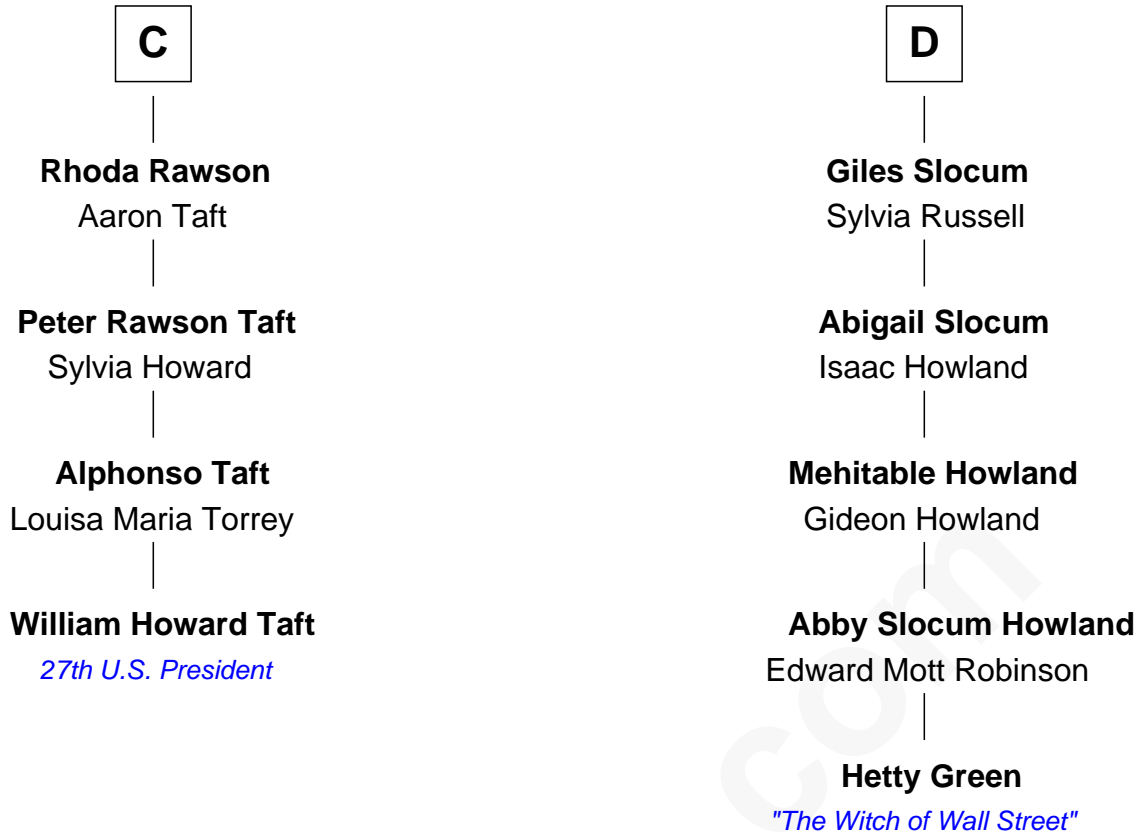 C
Rhoda Rawson
Aaron Taft
Peter Rawson Taft
Sylvia Howard
Alphonso Taft
Louisa Maria Torrey
William Howard Taft
27th U.S. President
D
Giles Slocum
Sylvia Russell
Abigail Slocum
Isaac Howland
Mehitable Howland
Gideon Howland
Abby Slocum Howland
Edward Mott Robinson
Hetty Green
"The Witch of Wall Street"
com